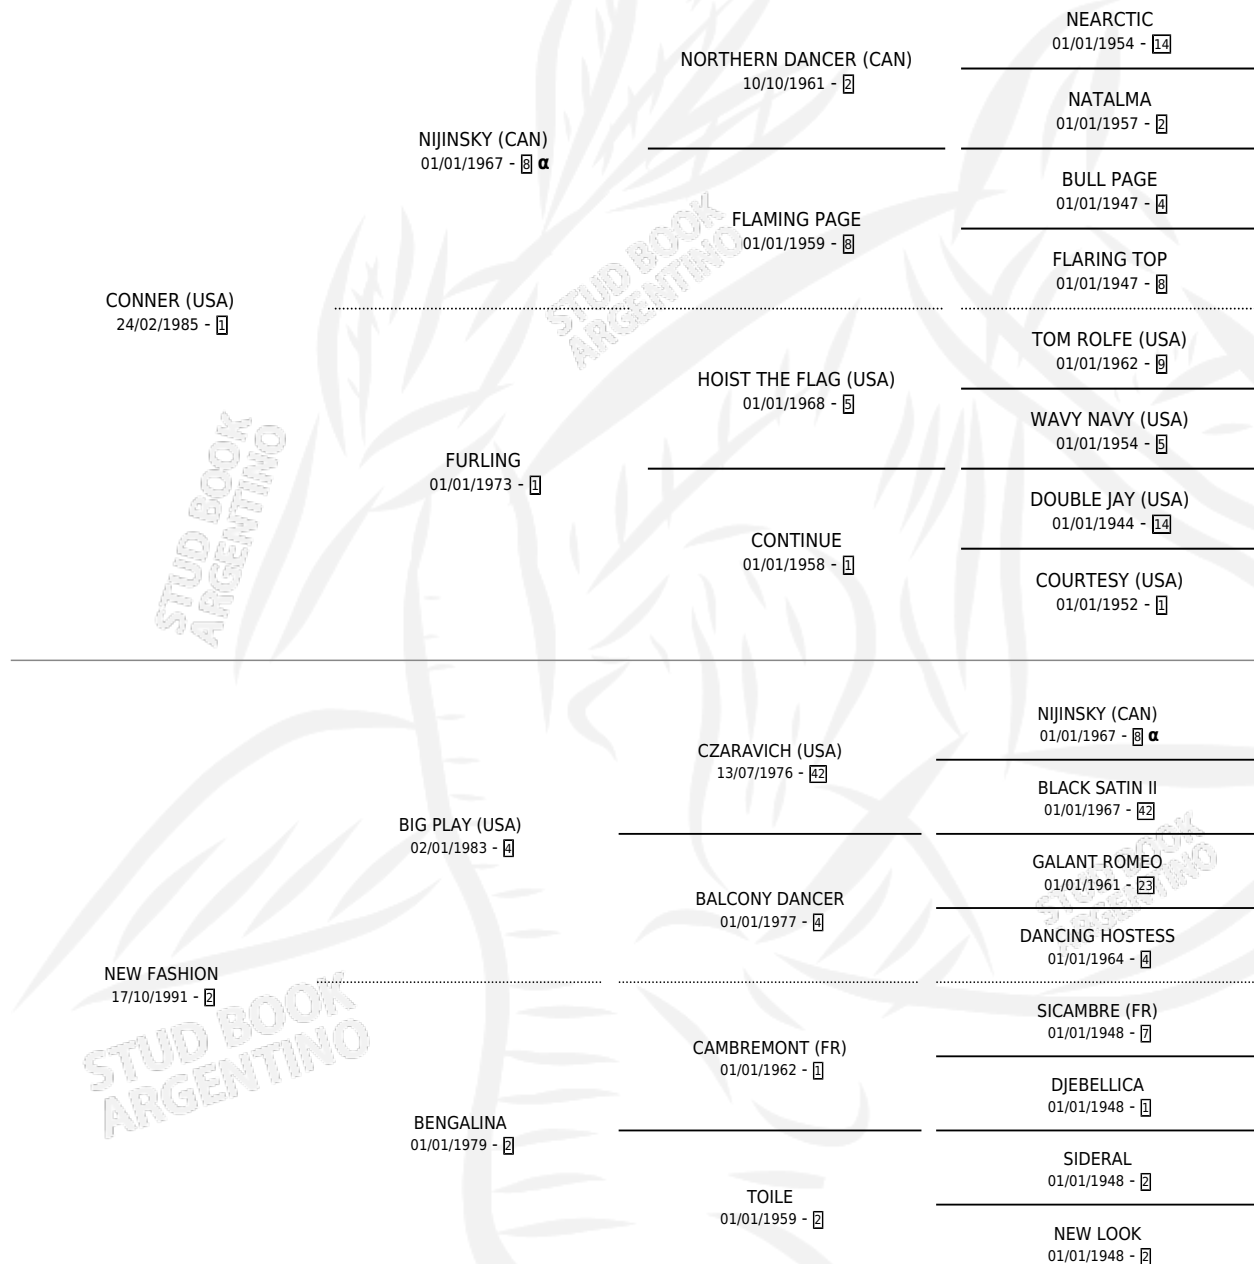 NEARCTIC
01/01/1954 - 14
NORTHERN DANCER (CAN)
10/10/1961 - 2
NATALMA
01/01/1957 - 2
NIJINSKY (CAN)
01/01/1967 - 8 α
BULL PAGE
01/01/1947 - 4
FLAMING PAGE
01/01/1959 - 8
FLARING TOP
01/01/1947 - 8
CONNER (USA)
24/02/1985 - 1
TOM ROLFE (USA)
01/01/1962 - 9
HOIST THE FLAG (USA)
01/01/1968 - 5
WAVY NAVY (USA)
01/01/1954 - 5
FURLING
01/01/1973 - 1
DOUBLE JAY (USA)
01/01/1944 - 14
CONTINUE
01/01/1958 - 1
COURTESY (USA)
01/01/1952 - 1
NIJINSKY (CAN)
01/01/1967 - 8 α
CZARAVICH (USA)
13/07/1976 - 42
BLACK SATIN II
01/01/1967 - 42
BIG PLAY (USA)
02/01/1983 - 4
GALANT ROMEO
01/01/1961 - 23
BALCONY DANCER
01/01/1977 - 4
DANCING HOSTESS
01/01/1964 - 4
NEW FASHION
17/10/1991 - 2
SICAMBRE (FR)
01/01/1948 - 7
CAMBREMONT (FR)
01/01/1962 - 1
DJEBELLICA
01/01/1948 - 1
BENGALINA
01/01/1979 - 2
SIDERAL
01/01/1948 - 2
TOILE
01/01/1959 - 2
NEW LOOK
01/01/1948 - 2
STUD BOOK
ARGENTINO
STUD BOOK
ARGENTINO
STUD BOOK
ARGENTINO
STUD BOOK
ARGENTINO